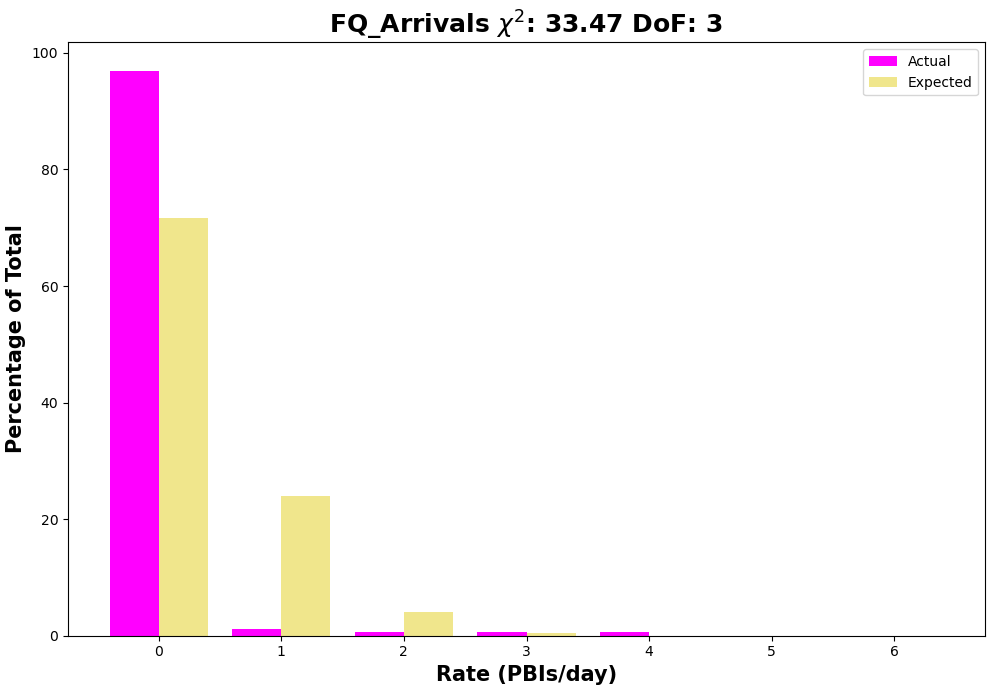 FQ_Arrivals χ²: 33.47 DoF: 3
Actual
Expected
100
80
60
40
20
0
Percentage of Total
0 1 2 3 4 5 6
Rate (PBIs/day)